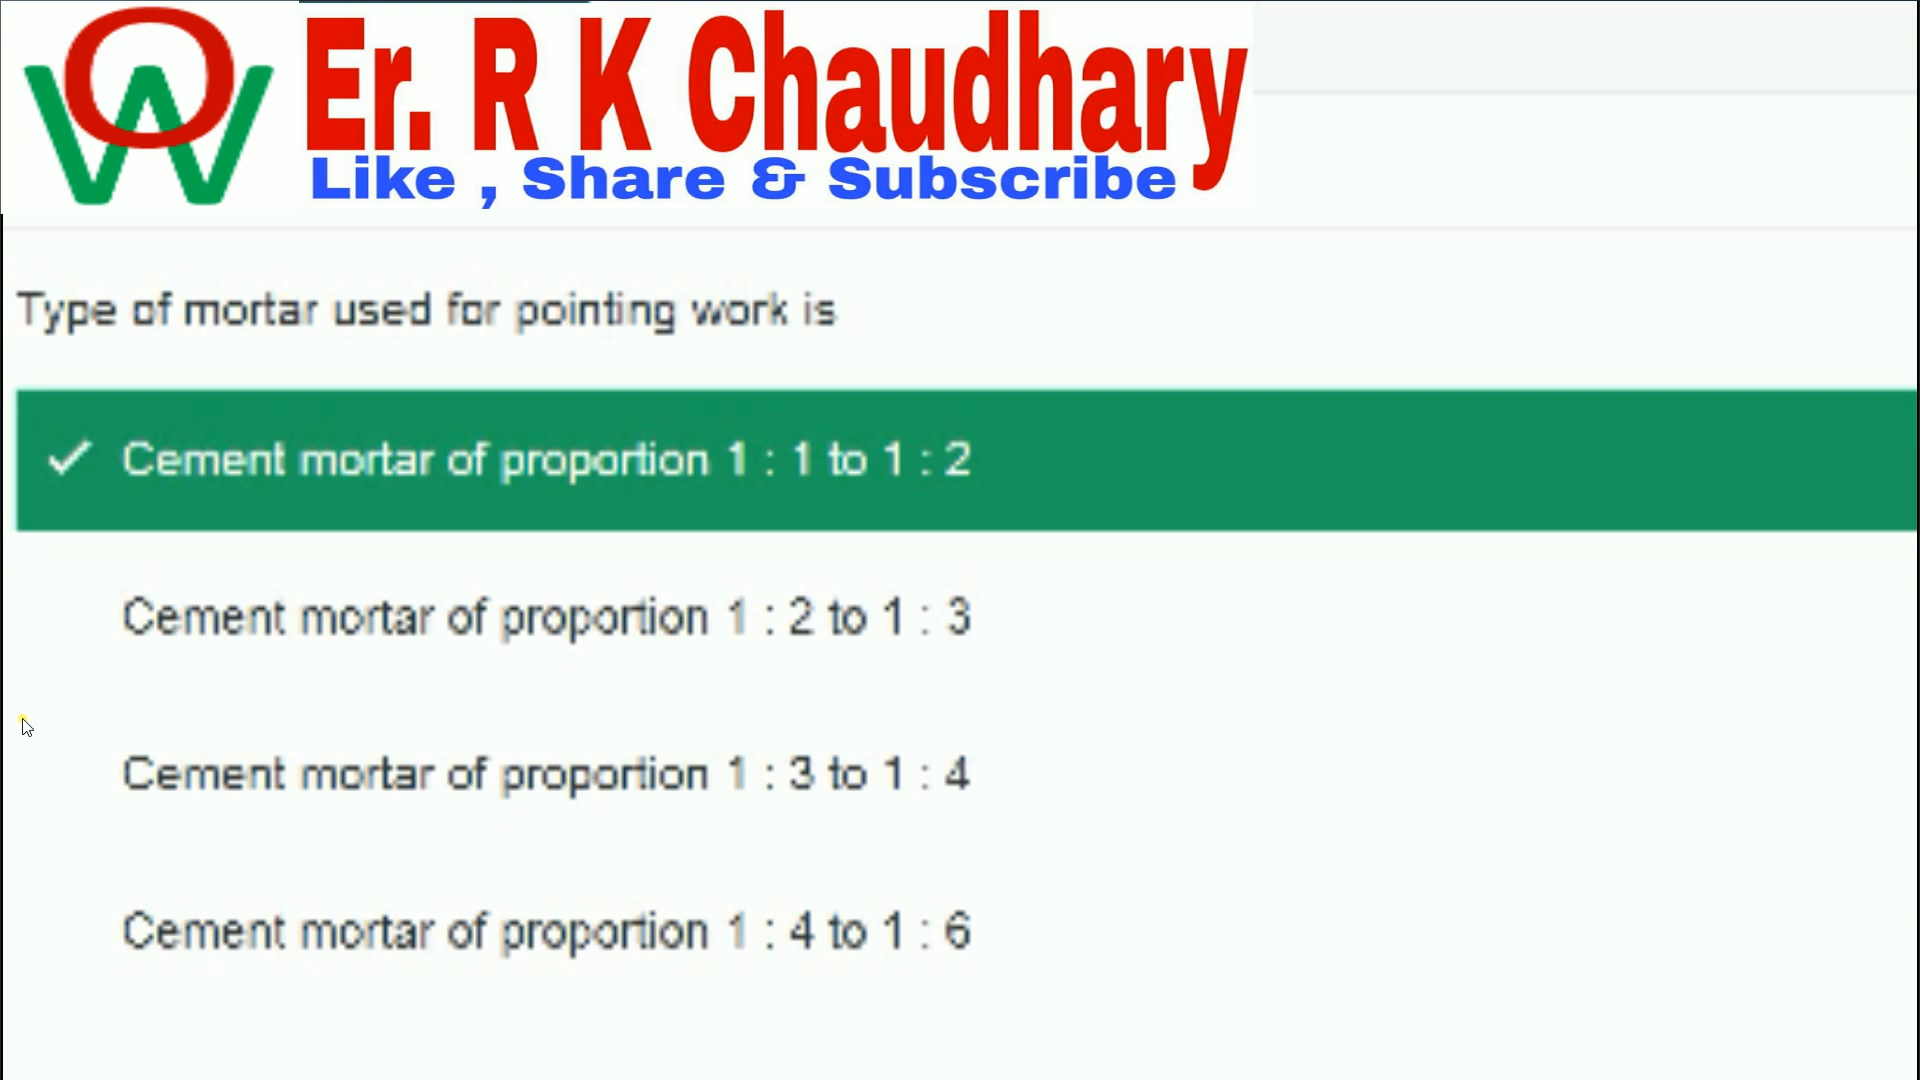 OW
Er. R K Chaudhary
Like , Share & Subscribe
Type of mortar used for pointing work is
Cement mortar of proportion 1 : 1 to 1 : 2
Cement mortar of proportion 1 : 2 to 1 : 3
Cement mortar of proportion 1 : 3 to 1 : 4
Cement mortar of proportion 1 : 4 to 1 : 6